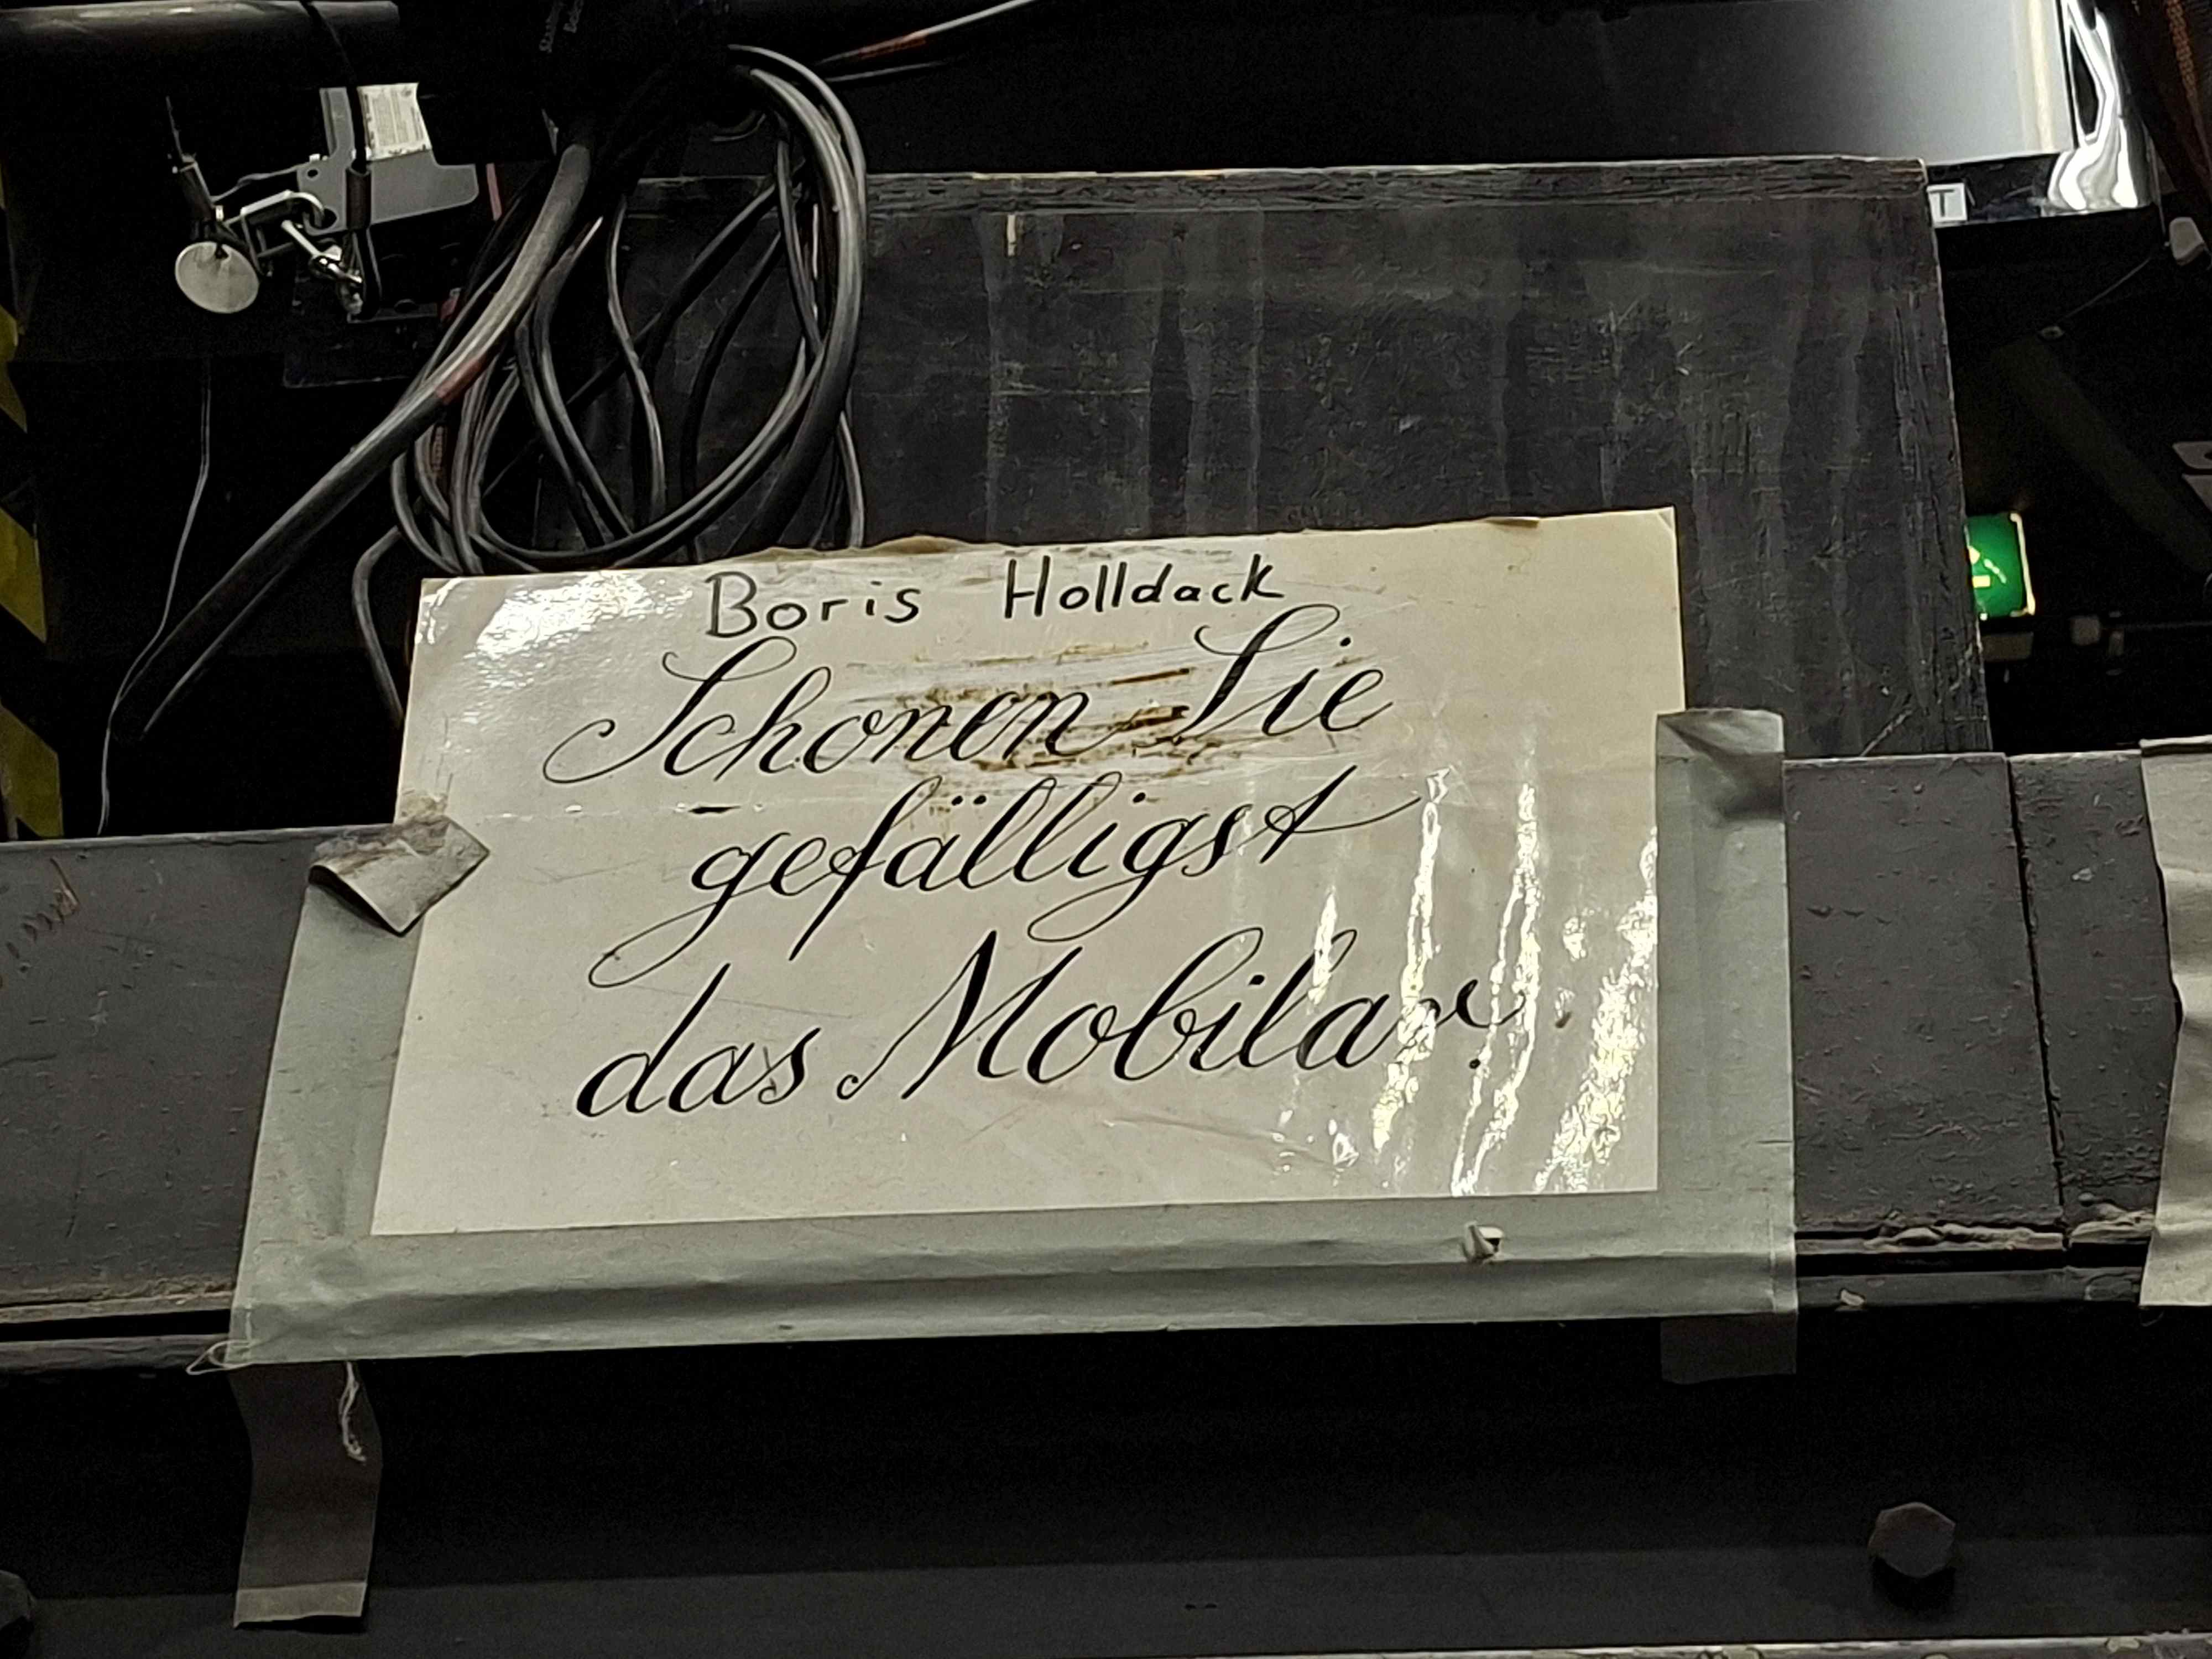 Boris Holldack
Schonen Sie
gefälligst
das Mobilar!
T